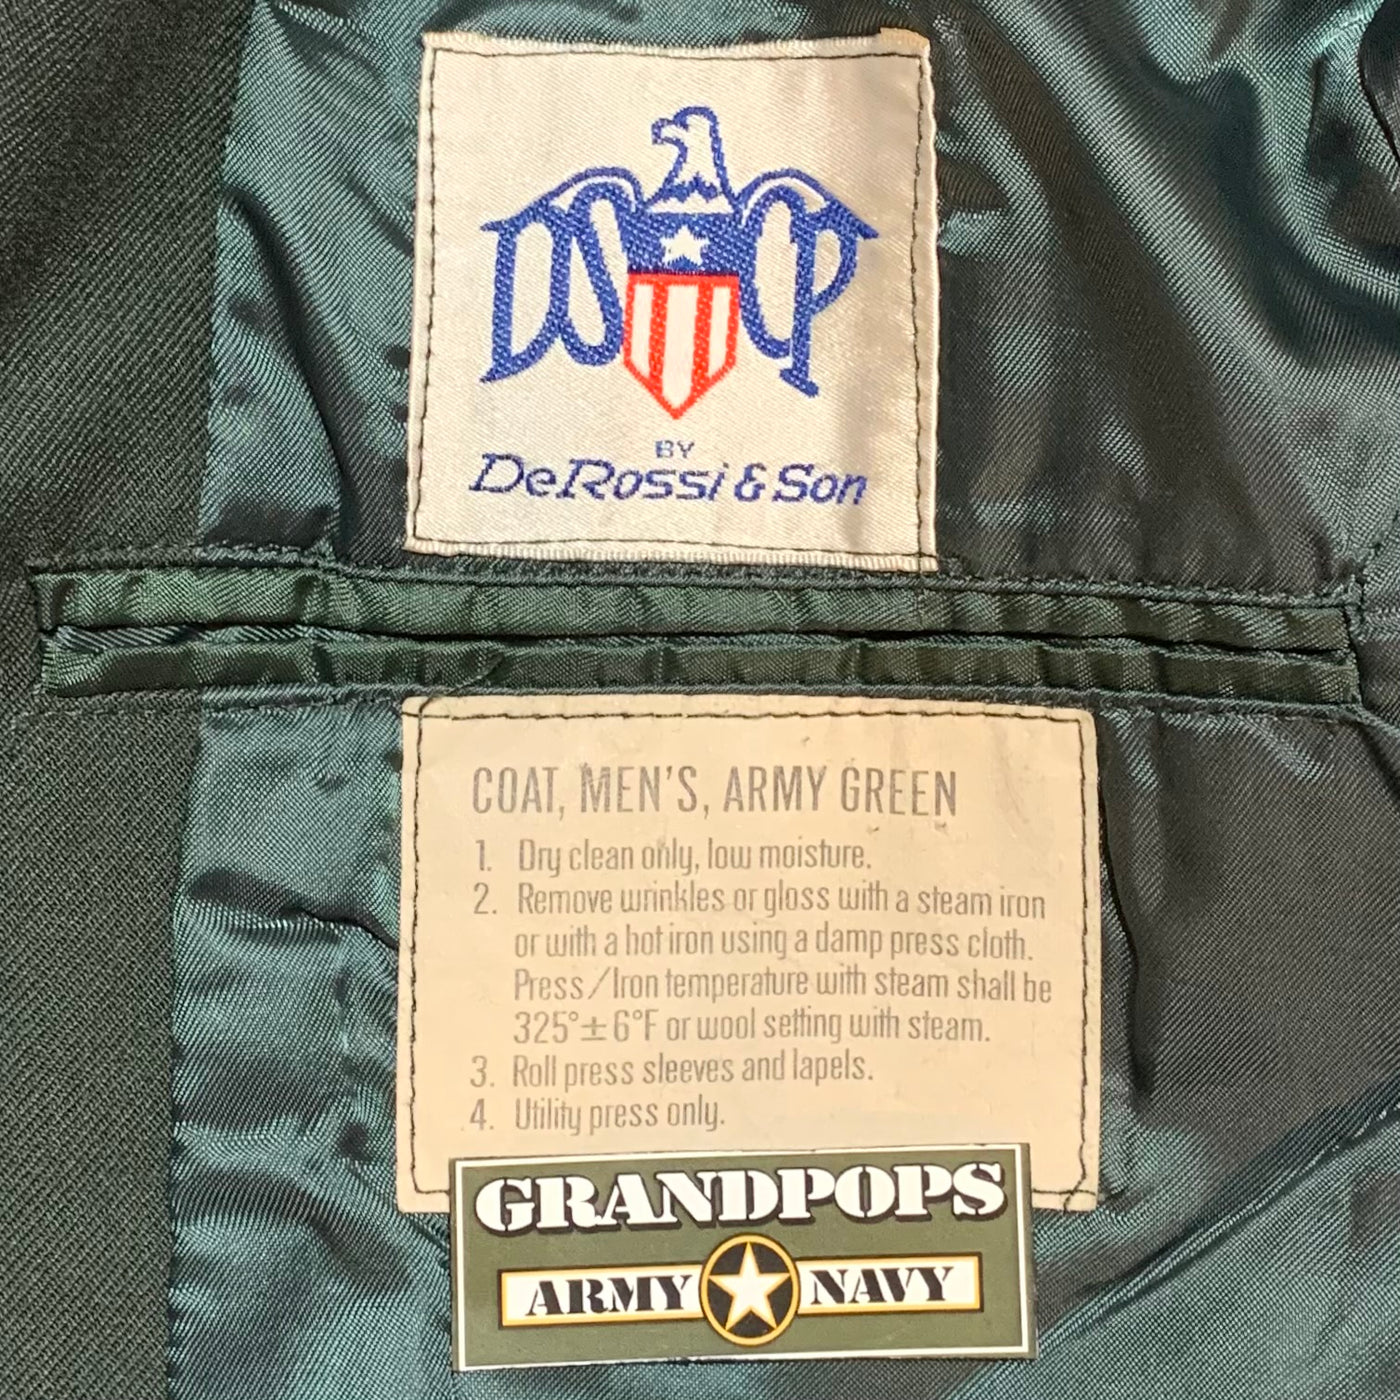 DSCP
BY
DeRossi & Son
COAT, MEN'S, ARMY GREEN
1. Dry clean only, low moisture.
2. Remove wrinkles or gloss with a steam iron
or with a hot iron using a damp press cloth.
Press/Iron temperature with steam shall be
325°±6°F or wool setting with steam.
3. Roll press sleeves and lapels.
4. Utility press only.
GRANDPOPS
ARMY NAVY